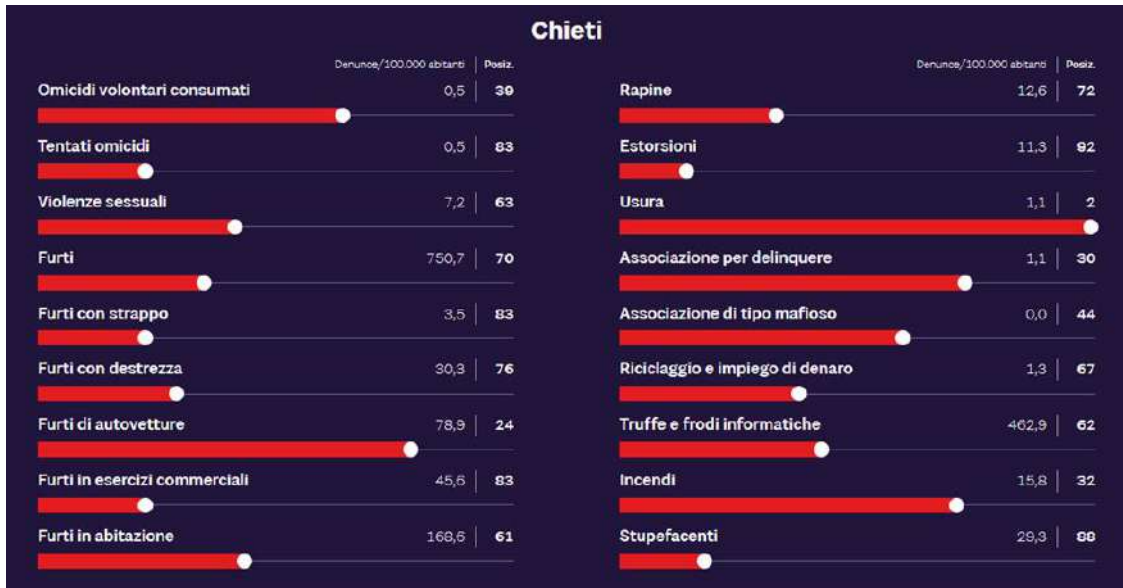 Chieti
Denunce/100.000 abitanti Posiz.
Omicidi volontari consumati 0,5 39
Tentati omicidi 0,5 83
Violenze sessuali 7,2 63
Furti 750,7 70
Furti con strappo 3,5 83
Furti con destrezza 30,3 76
Furti di autovetture 78,9 24
Furti in esercizi commerciali 45,6 83
Furti in abitazione 168,6 61
Denunce/100.000 abitanti Posiz.
Rapine 12,6 72
Estorsioni 11,3 92
Usura 1,1 2
Associazione per delinquere 1,1 30
Associazione di tipo mafioso 0,0 44
Riciclaggio e impiego di denaro 1,3 67
Truffe e frodi informatiche 462,9 62
Incendi 15,8 32
Stupefacenti 29,3 88